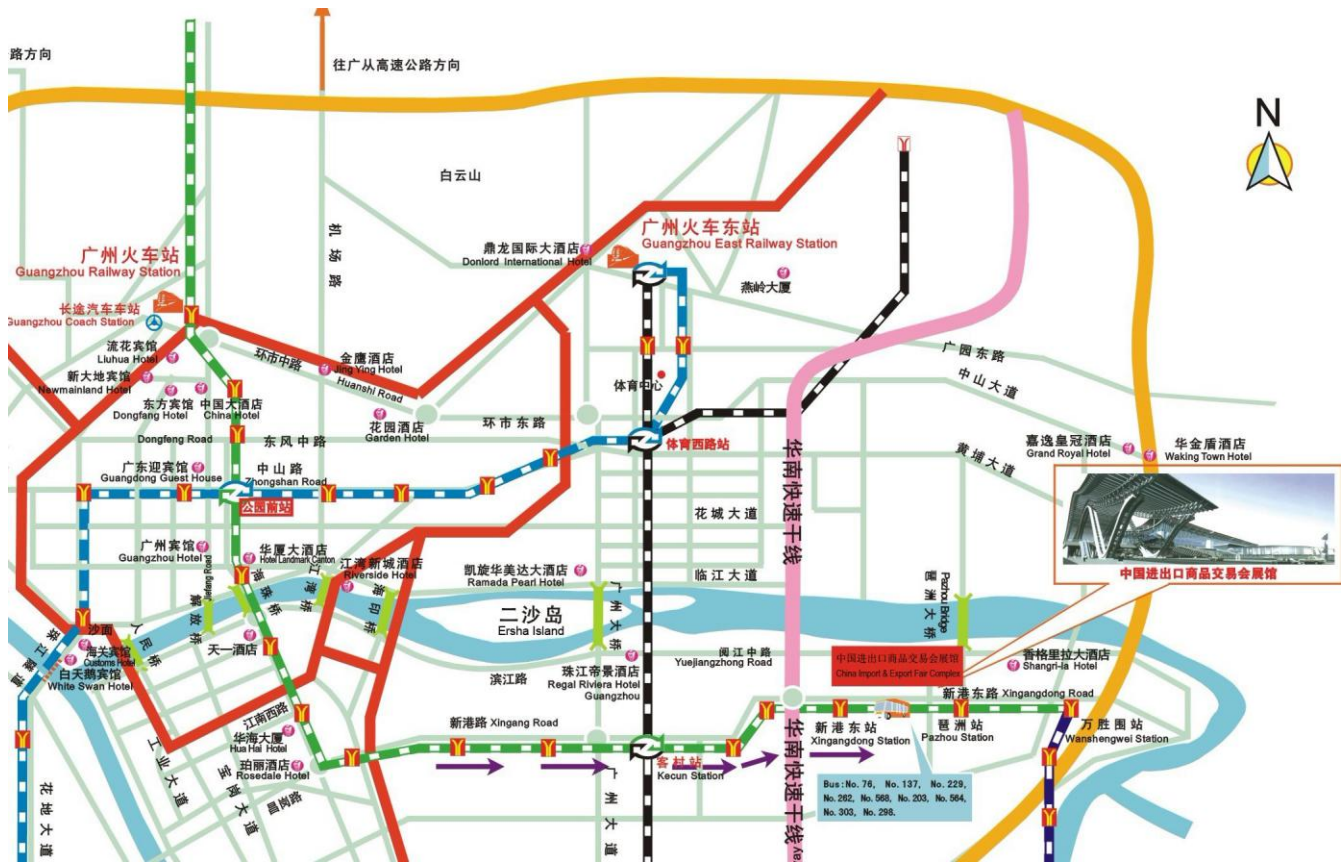 路方向
往广从高速公路方向
N
白云山
机场路
广州火车站
Guangzhou Railway Station
广州火车东站
Guangzhou East Railway Station
鼎龙国际大酒店
Donlord International Hotel
燕岭大厦
长途汽车车站
Guangzhou Coach Station
流花宾馆
Liuhua Hotel
新大地宾馆
Newmainland Hotel
东方宾馆
Dongfang Hotel
中国大酒店
China Hotel
环市中路
Huanshi Road
金鹰酒店
Jing Ying Hotel
花园酒店
Garden Hotel
体育中心
环市东路
体育西路站
广园东路
中山大道
黄埔大道
嘉逸皇冠酒店
Grand Royal Hotel
华金盾酒店
Waking Town Hotel
Dongfeng Road
东风中路
广东迎宾馆
Guangdong Guest House
中山路
Zhongshan Road
公园前站
花城大道
华南快速干线
中国进出口商品交易会展馆
广州宾馆
Guangzhou Hotel
华厦大酒店
Hotel Landmark Canton
江湾新城酒店
Riverside Hotel
凯旋华美达大酒店
Ramada Pearl Hotel
临江大道
Jiefang Road
解放桥
海珠桥
江湾桥
海印桥
广州大桥
琶洲大桥
Pazhou Bridge
人民桥
二沙岛
Ersha Island
沙面
海关宾馆
Customs Hotel
白天鹅宾馆
White Swan Hotel
珠江隧道
天一酒店
滨江路
珠江帝景酒店
Regal Riviera Hotel
Guangzhou
阅江中路
Yuejiangzhong Road
中国进出口商品交易会展馆
China Import & Export Fair Complex
香格里拉大酒店
Shangri-la Hotel
新港东路 Xingangdong Road
江南西路
华海大厦
Hua Hai Hotel
珀丽酒店
Rosedale Hotel
新港路 Xingang Road
客村站
Kecun Station
新港东站
Xingangdong Station
琶洲站
Pazhou Station
万胜围站
Wanshengwei Station
花地大道
工业大道
宝岗大道
昌岗路
广州大道
华南快速干线
way
Bus:No. 76, No. 137, No. 229,
No. 262, No. 568, No. 203, No. 564,
No. 303, No. 298.